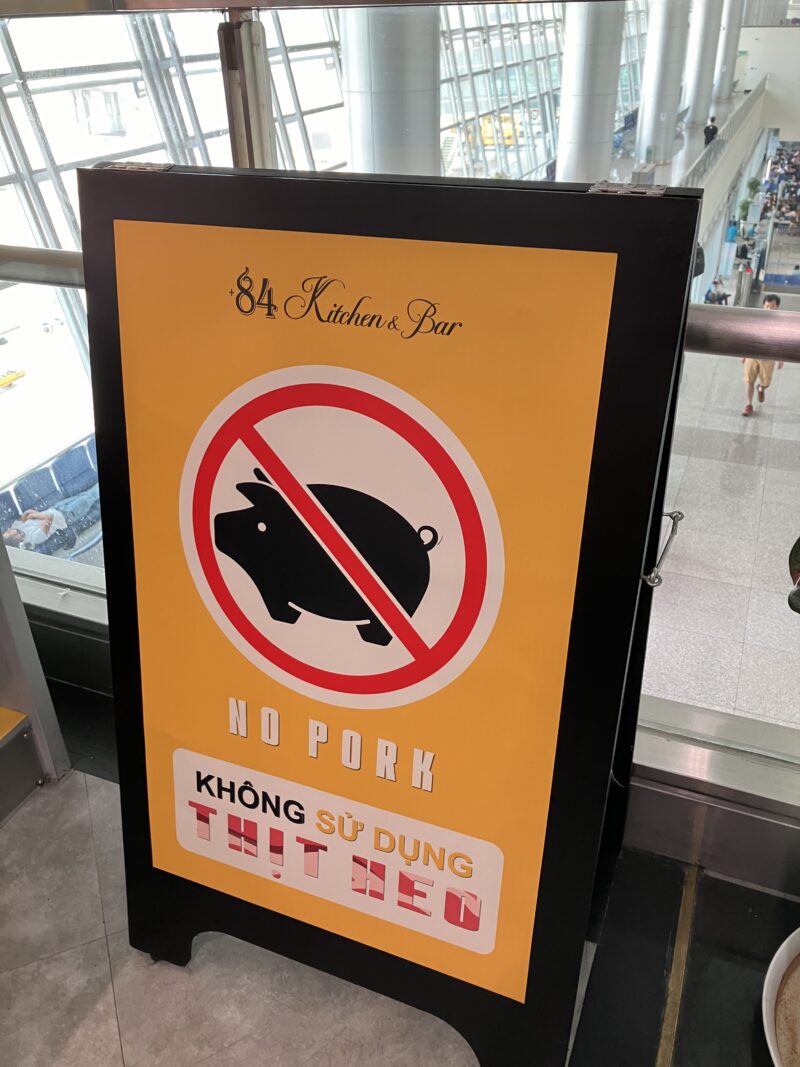 +84 Kitchen & Bar
NO PORK
KHÔNG SỬ DỤNG
THỊT HEO